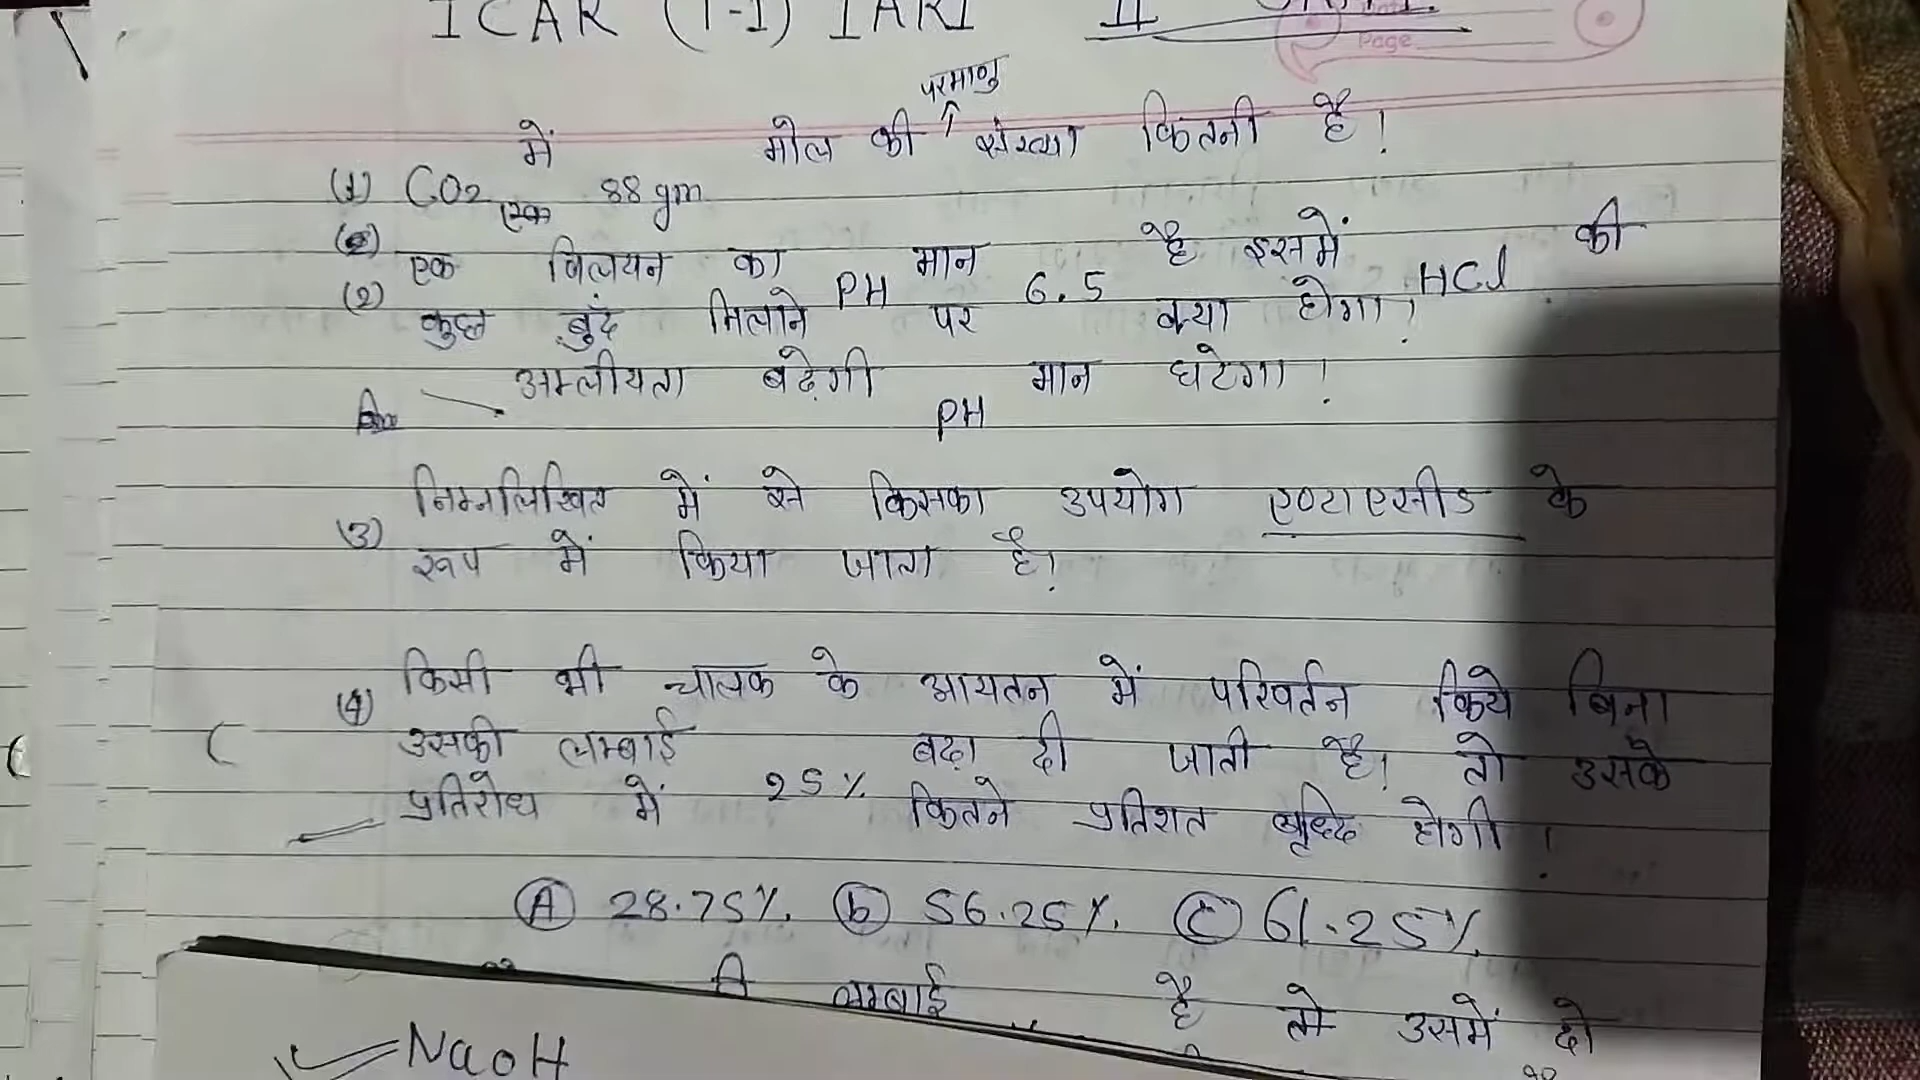 ICAR (T-I) IARI II
Page
परमाणु
(1) CO2 में 88 gm मोल की संख्या कितनी है!
एक
(2) एक विलयन का PH मान 6.5 है इसमें HCl की
कुछ बुंद मिलाने पर क्या होगा!
अम्लीयता बढ़ेगी PH मान घटेगा!
(3) निम्नलिखित में से किसका उपयोग एण्टाएसीड के
रूप में किया जाता है।
(4) किसी भी चालक के आयतन में परिवर्तन किये बिना
उसकी लम्बाई 25% बढ़ा दी जाती है। तो उसके
प्रतिरोध में कितने प्रतिशत बृध्दि होगी!
(A) 28.75%. (b) 56.25%. (C) 61.25%.
लम्बाई है तो उसमें दो
NaoH